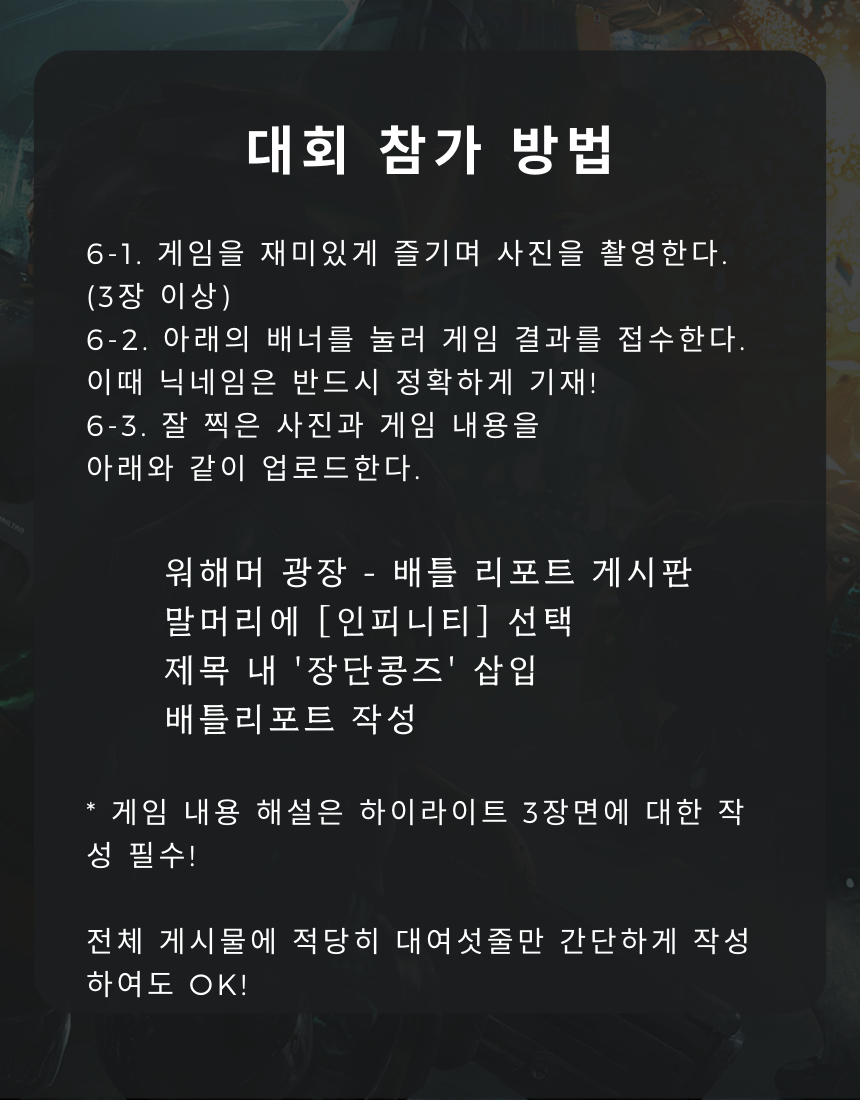 대회 참가 방법
6-1. 게임을 재미있게 즐기며 사진을 촬영한다.
(3장 이상)
6-2. 아래의 배너를 눌러 게임 결과를 접수한다.
이때 닉네임은 반드시 정확하게 기재!
6-3. 잘 찍은 사진과 게임 내용을
아래와 같이 업로드한다.
워해머 광장 - 배틀 리포트 게시판
말머리에 [인피니티] 선택
제목 내 '장단콩즈' 삽입
배틀리포트 작성
* 게임 내용 해설은 하이라이트 3장면에 대한 작
성 필수!
전체 게시물에 적당히 대여섯줄만 간단하게 작성
하여도 OK!